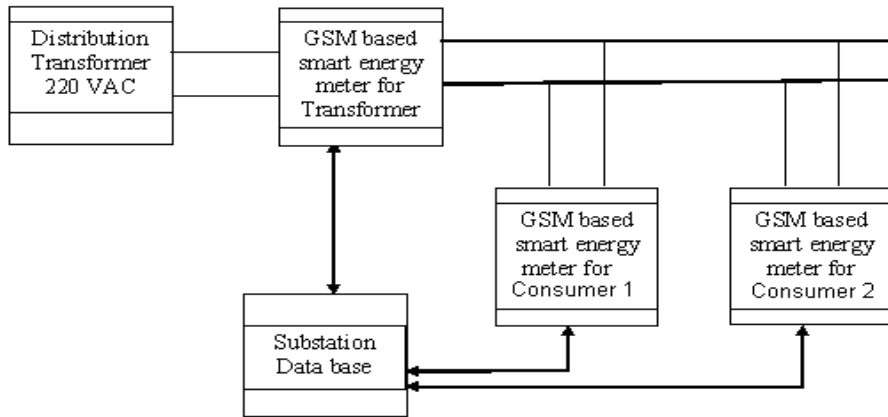 Distribution
Transformer
220 VAC
GSM based
smart energy
meter for
Transformer
GSM based
smart energy
meter for
Consumer 1
GSM based
smart energy
meter for
Consumer 2
Substation
Data base